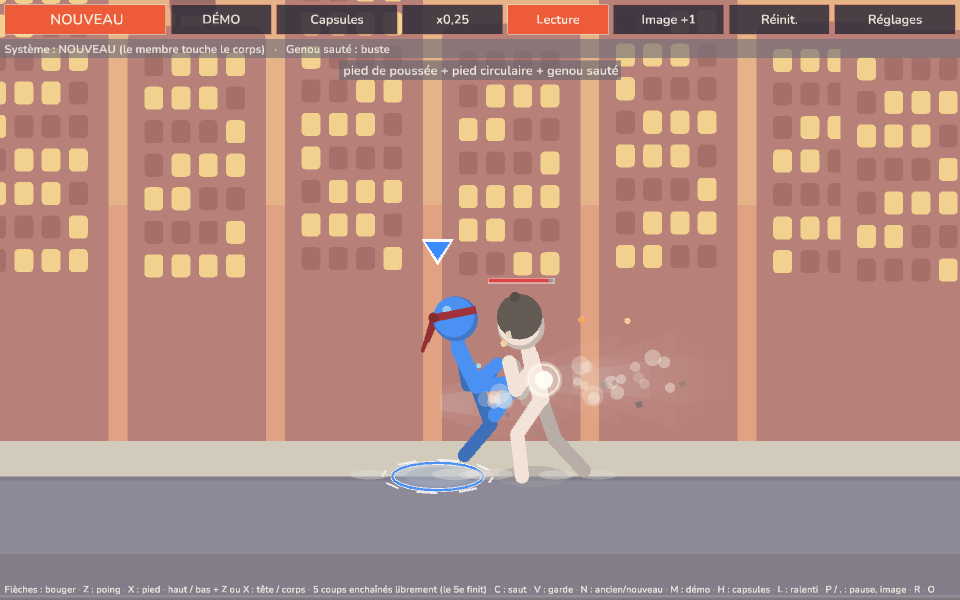 NOUVEAU
DÉMO
Capsules
x0,25
Lecture
Image +1
Réinit.
Réglages
Système : NOUVEAU (le membre touche le corps) · Genou sauté : buste
pied de poussée + pied circulaire + genou sauté
Flèches : bouger · Z : poing · X : pied · haut / bas + Z ou X : tête / corps · 5 coups enchaînés librement (le 5e finit) · C : saut · V : garde · N : ancien/nouveau · M : démo · H : capsules · L : ralenti · P / . : pause, image · R · O